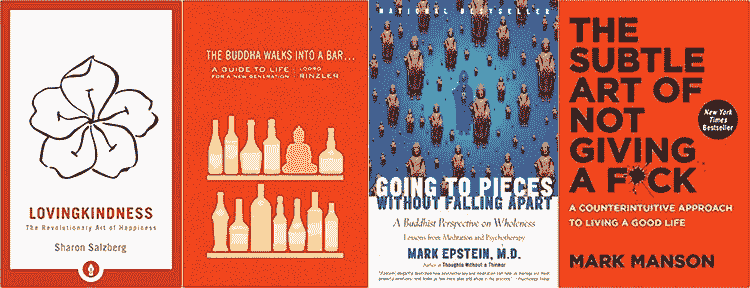 LOVINGKINDNESS
The Revolutionary Art of Happiness
Sharon Salzberg
THE BUDDHA WALKS INTO A BAR...
A GUIDE TO LIFE
FOR A NEW GENERATION
LODRO
RINZLER
NATIONAL BESTSELLER
GOING TO PIECES
WITHOUT FALLING APART
A Buddhist Perspective on Wholeness
Lessons from Meditation and Psychotherapy
MARK EPSTEIN, M.D.
Author of Thoughts Without a Thinker
THE
SUBTLE
ART OF
NOT
GIVING
A F*CK
New York
Times
Bestseller
A COUNTERINTUITIVE APPROACH
TO LIVING A GOOD LIFE
MARK MANSON